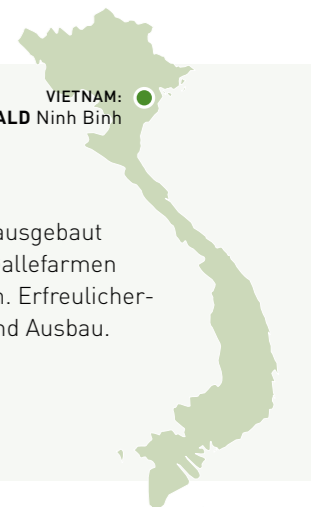 VIETNAM:
ALD Ninh Binh
ausgebaut
allefarmen
n. Erfreulicher-
nd Ausbau.